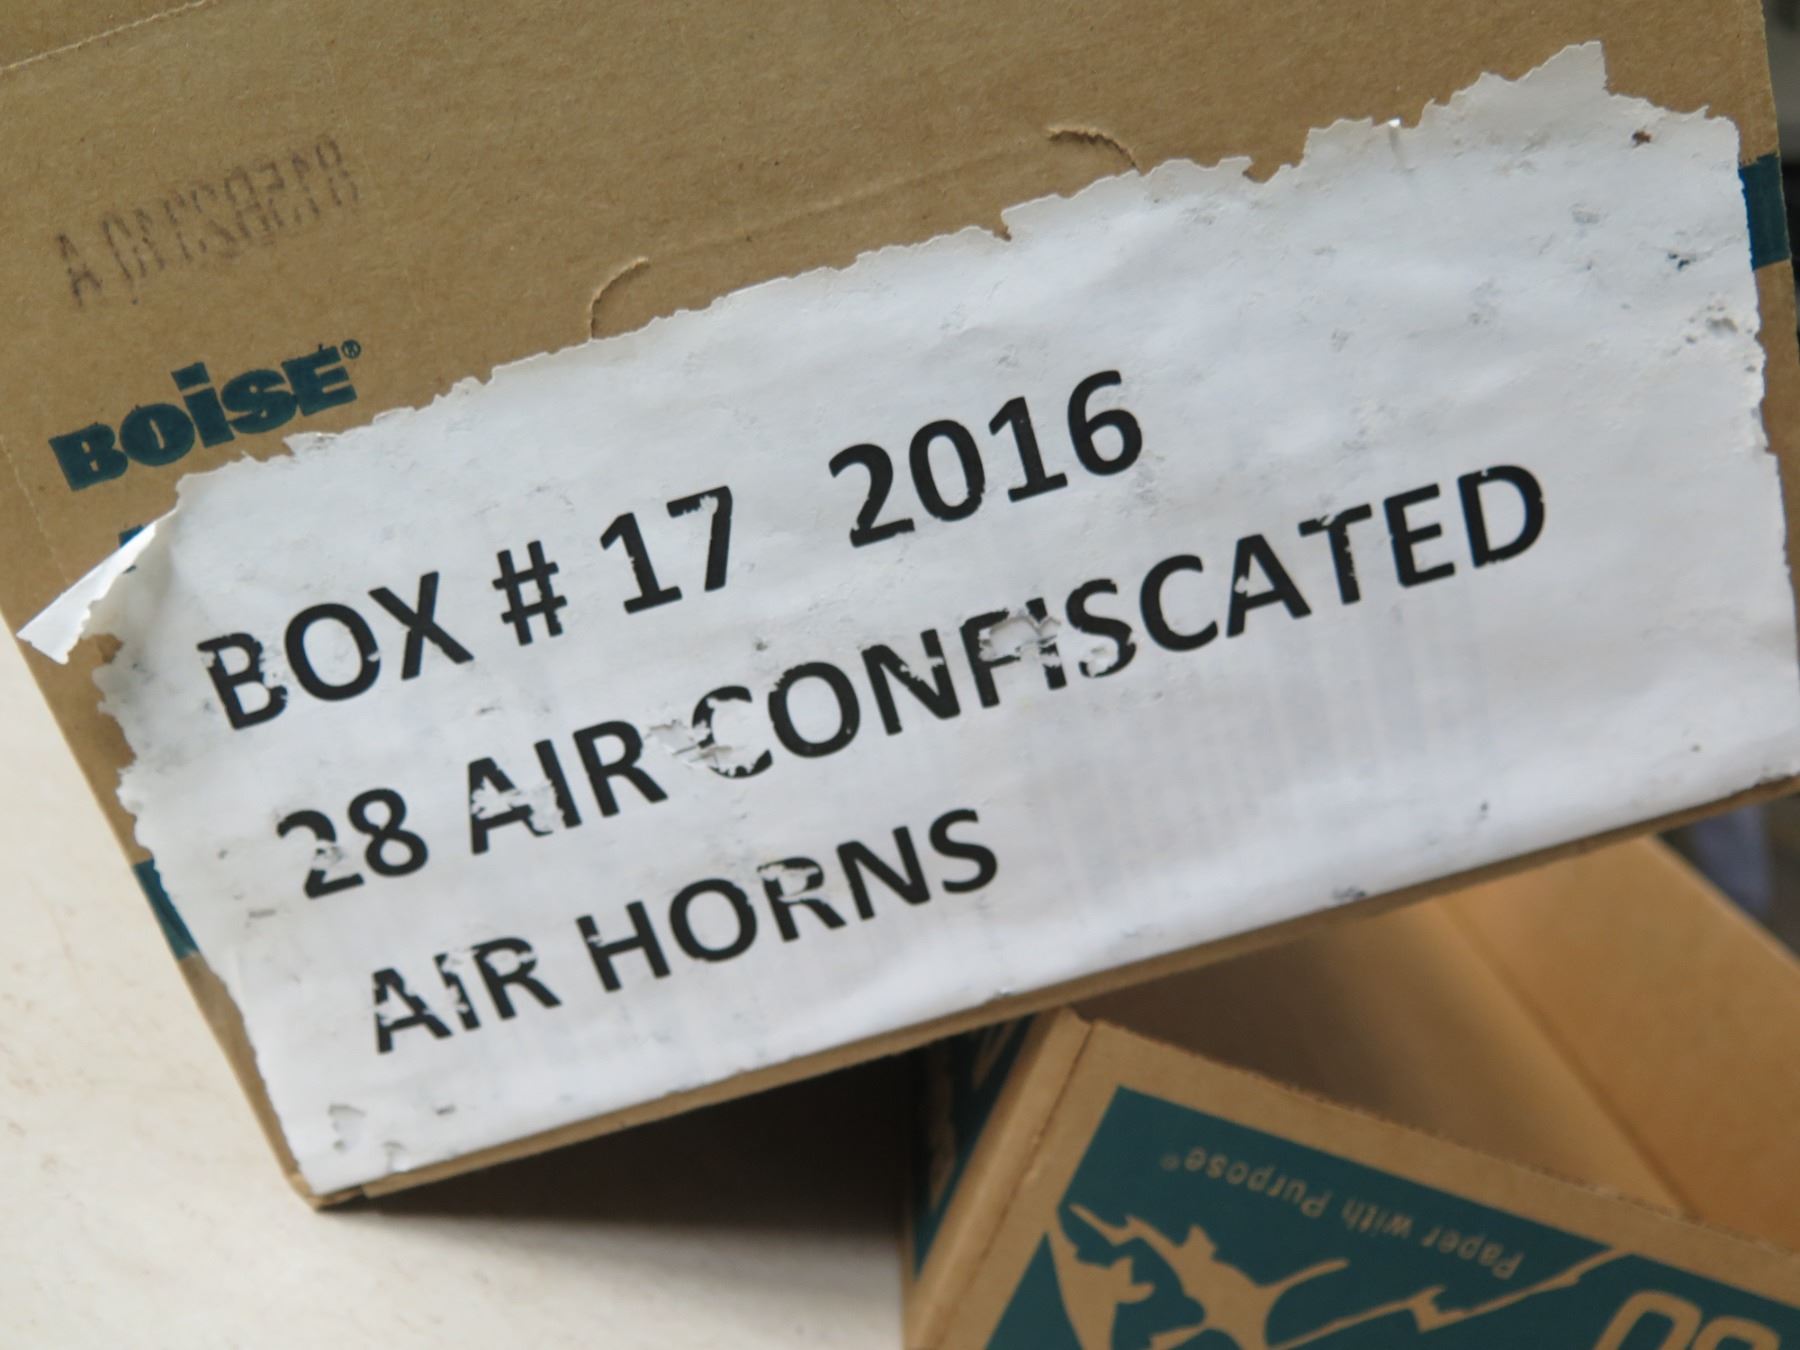 BOISE®
BOX # 17 2016
28 AIR CONFISCATED
AIR HORNS
Paper with Purpose®